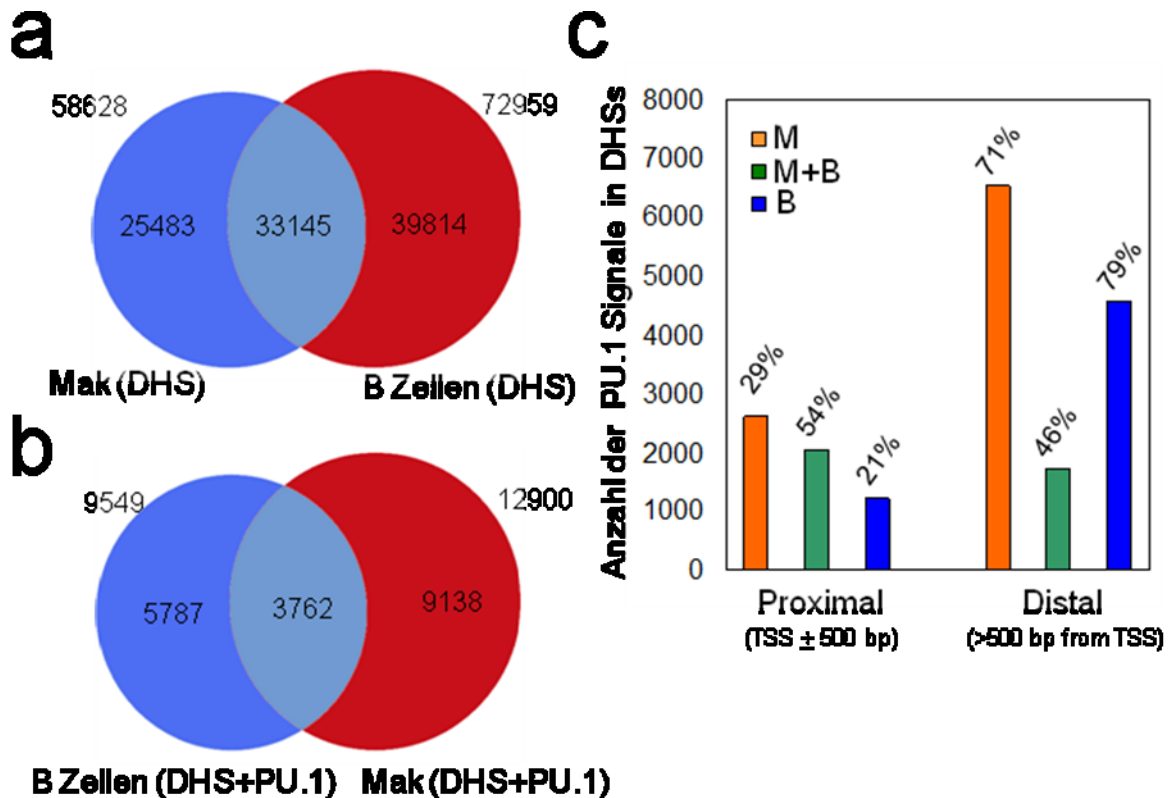 a
58628
72959
25483
33145
39814
Mak (DHS)
B Zellen (DHS)
b
9549
12900
5787
3762
9138
B Zellen (DHS+PU.1)
Mak (DHS+PU.1)
c
Anzahl der PU.1 Signale in DHSs
8000
7000
6000
5000
4000
3000
2000
1000
0
M
M+B
B
29%
54%
21%
71%
46%
79%
Proximal
(TSS ± 500 bp)
Distal
(>500 bp from TSS)